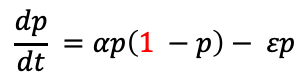 dp/dt = αp(1 − p) − εp